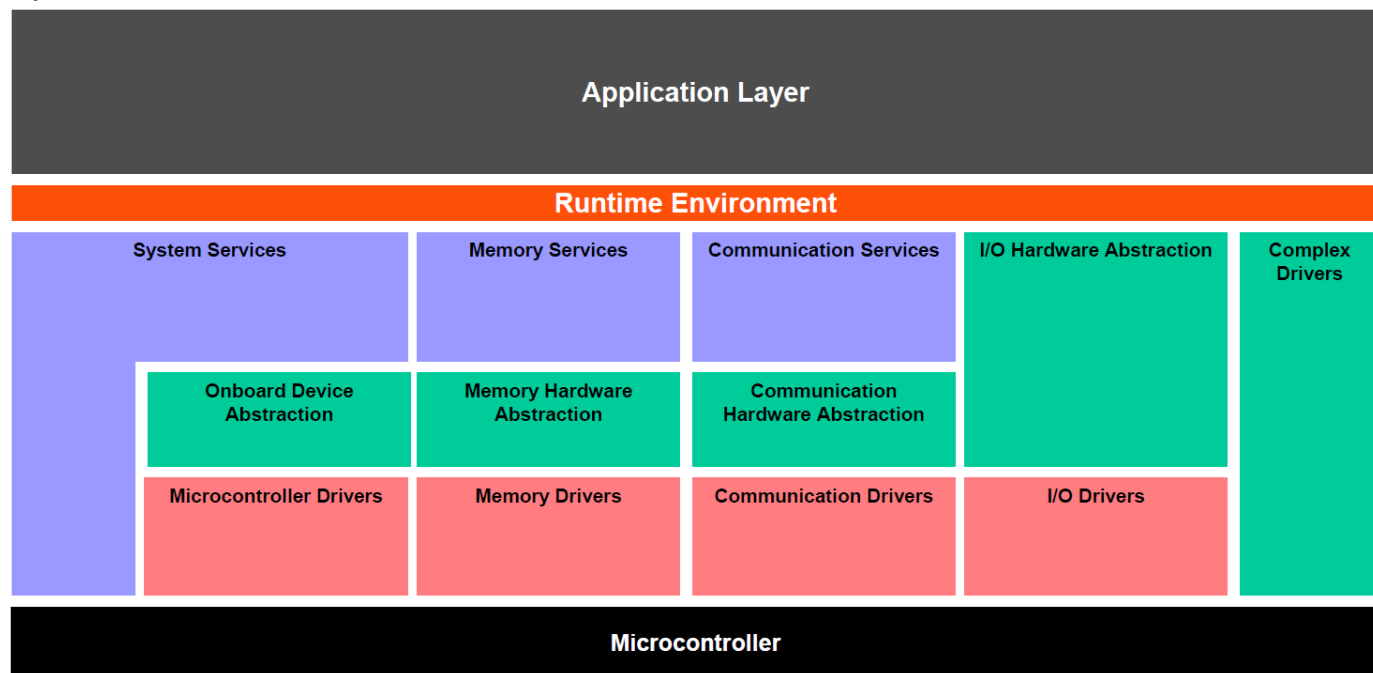 Application Layer
Runtime Environment
System Services
Memory Services
Communication Services
I/O Hardware Abstraction
Complex
Drivers
Onboard Device
Abstraction
Memory Hardware
Abstraction
Communication
Hardware Abstraction
Microcontroller Drivers
Memory Drivers
Communication Drivers
I/O Drivers
Microcontroller